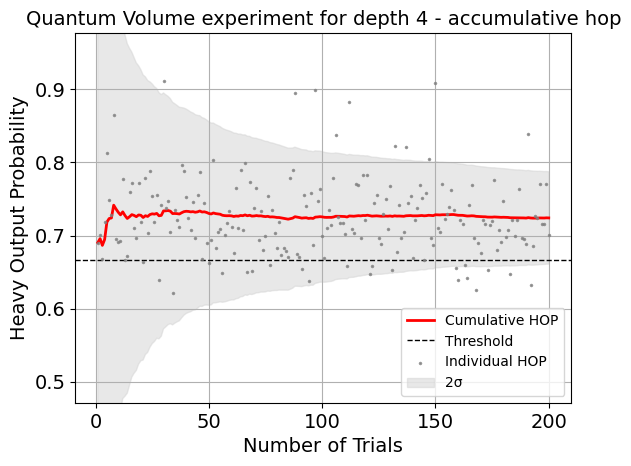 Quantum Volume experiment for depth 4 - accumulative hop
Heavy Output Probability
0.9
0.8
0.7
0.6
0.5
Cumulative HOP
Threshold
Individual HOP
2σ
0 50 100 150 200
Number of Trials